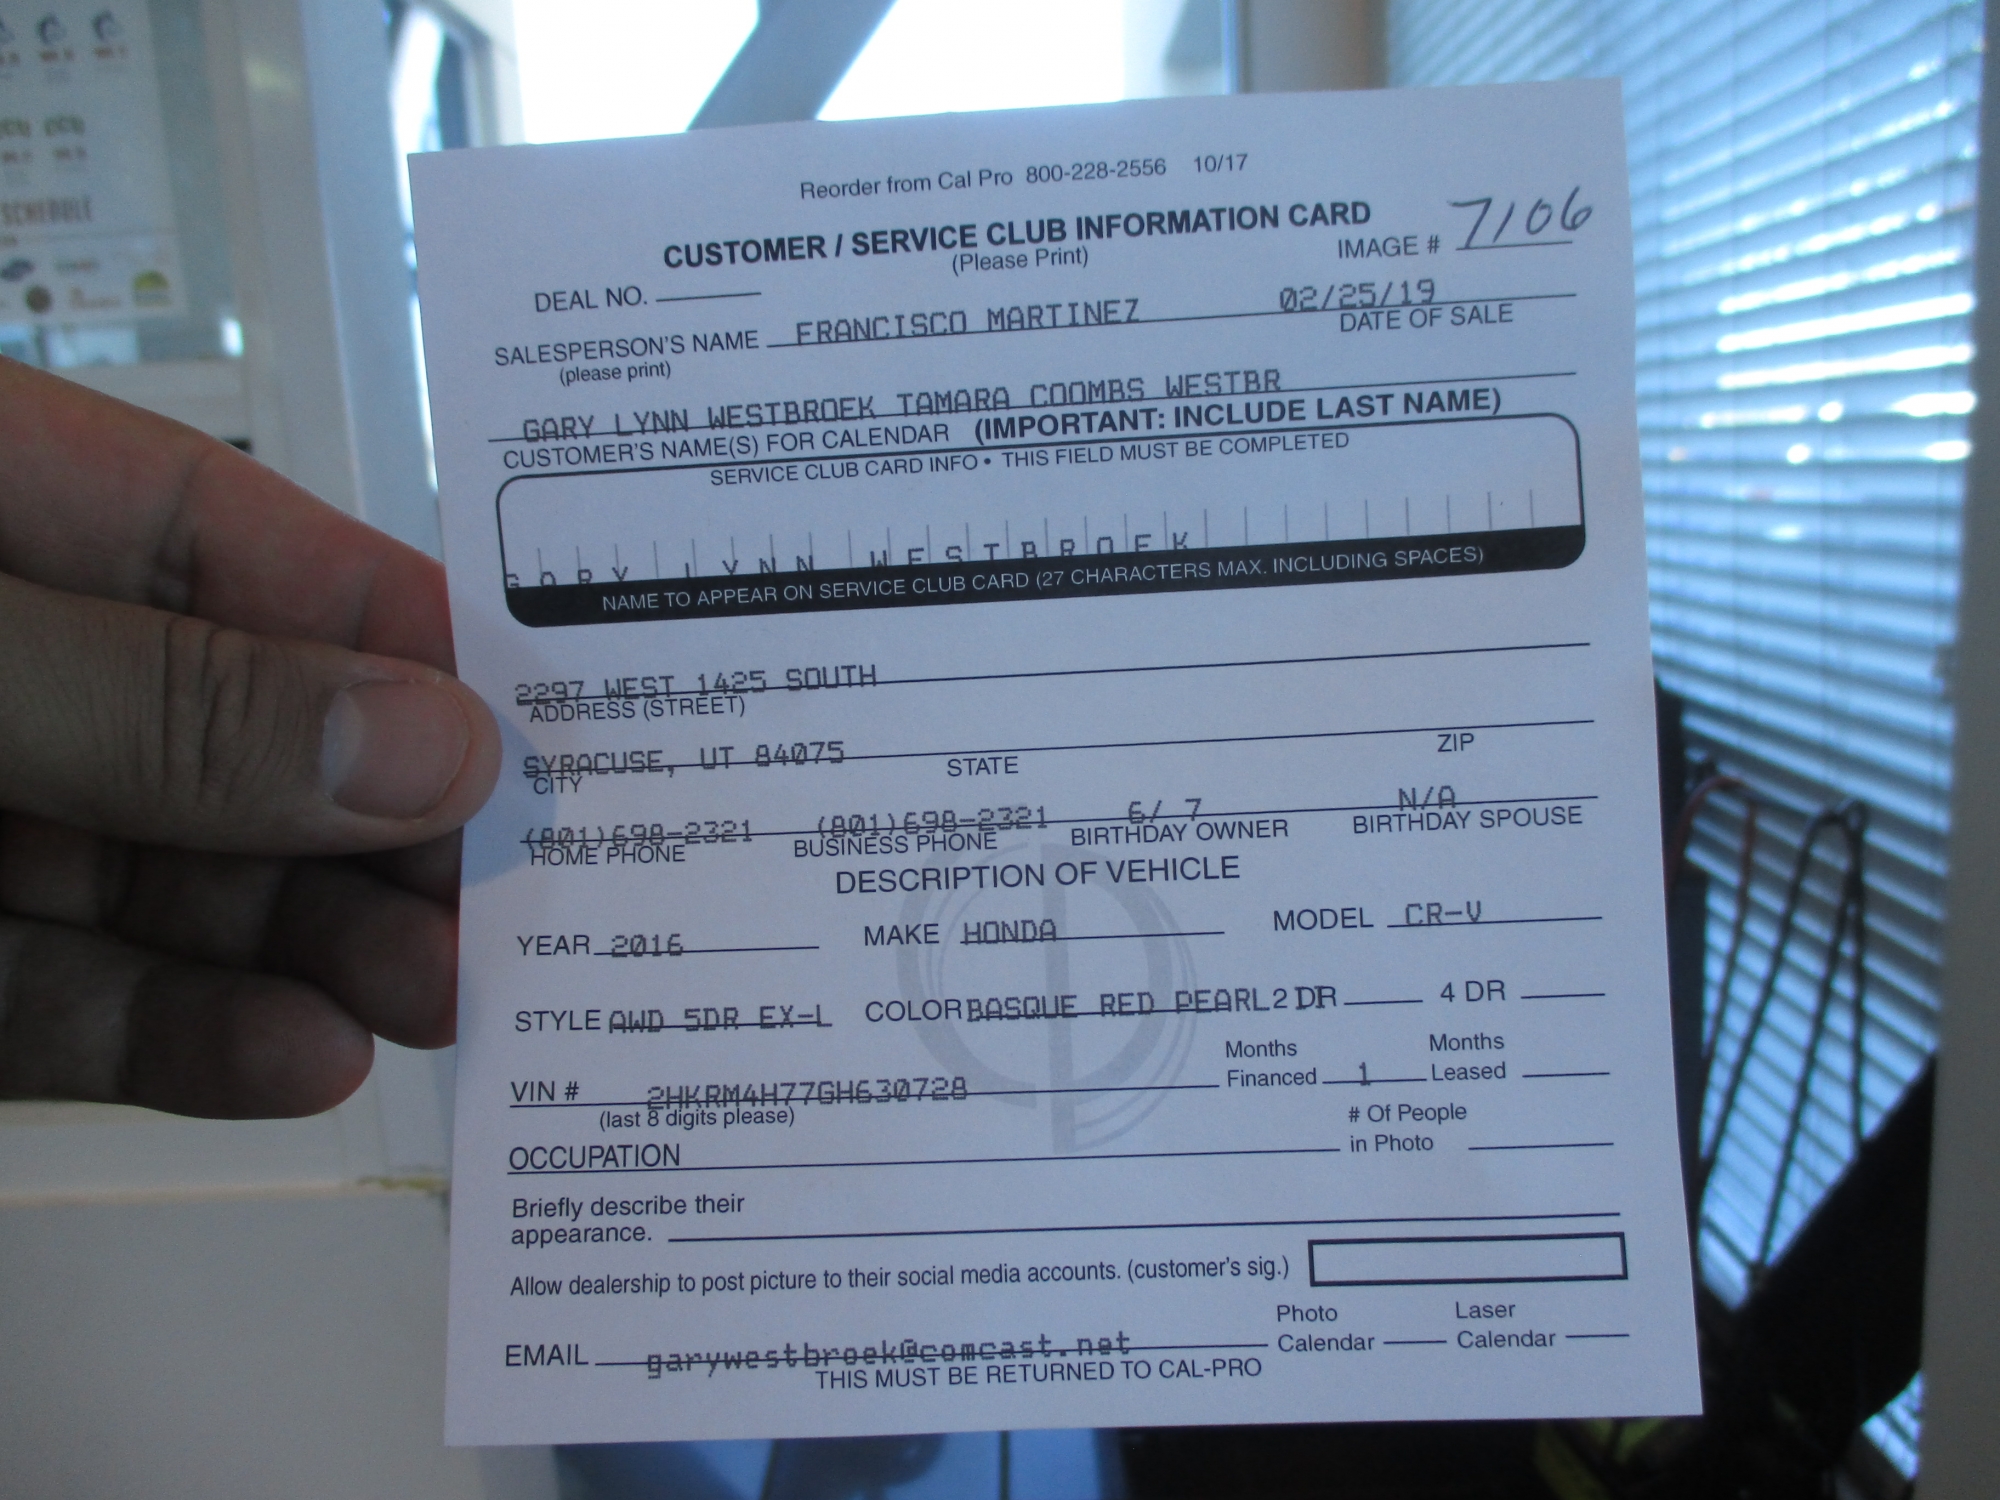 SCHEDULE
Reorder from Cal Pro 800-228-2556 10/17
CUSTOMER / SERVICE CLUB INFORMATION CARD
(Please Print)
IMAGE # 7106
DEAL NO.
02/25/19
SALESPERSON'S NAME FRANCISCO MARTINEZ
DATE OF SALE
(please print)
GARY LYNN WESTBROEK TAMARA COOMBS WESTBR
CUSTOMER'S NAME(S) FOR CALENDAR (IMPORTANT: INCLUDE LAST NAME)
SERVICE CLUB CARD INFO • THIS FIELD MUST BE COMPLETED
GARY LYNN WESTBROEK
NAME TO APPEAR ON SERVICE CLUB CARD (27 CHARACTERS MAX. INCLUDING SPACES)
2297 WEST 1425 SOUTH
ADDRESS (STREET)
SYRACUSE, UT 84075
CITY STATE ZIP
(801)698-2321 (801)698-2321 6/ 7 N/A
HOME PHONE BUSINESS PHONE BIRTHDAY OWNER BIRTHDAY SPOUSE
DESCRIPTION OF VEHICLE
YEAR 2016 MAKE HONDA MODEL CR-V
STYLE AWD 5DR EX-L COLOR BASQUE RED PEARL 2 DR 4 DR
Months Months
VIN # 2HKRM4H77GH630728 Financed 1 Leased
(last 8 digits please)
# Of People
OCCUPATION in Photo
Briefly describe their
appearance.
Allow dealership to post picture to their social media accounts. (customer's sig.)
Photo Laser
EMAIL garywestbroek@comcast.net Calendar Calendar
THIS MUST BE RETURNED TO CAL-PRO